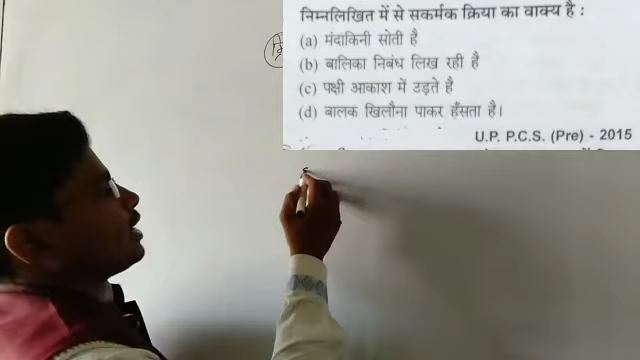 निम्नलिखित में से सकर्मक क्रिया का वाक्य है :
(a) मंदाकिनी सोती है
(b) बालिका निबंध लिख रही है
(c) पक्षी आकाश में उड़ते है
(d) बालक खिलौना पाकर हँसता है।
U.P. P.C.S. (Pre) - 2015